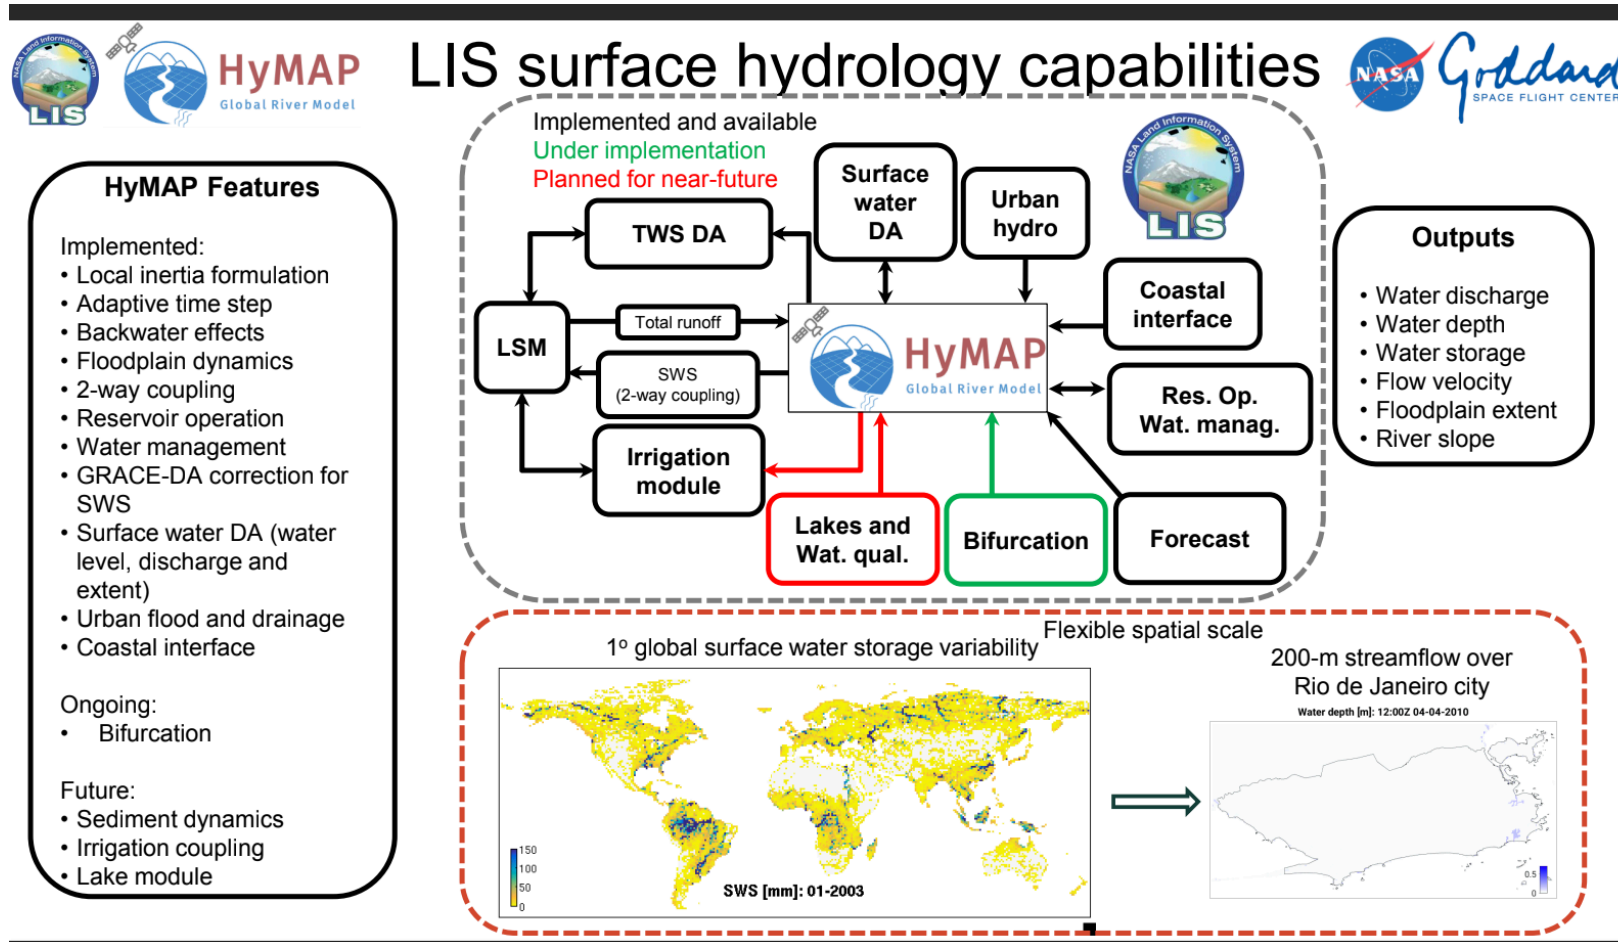 NASA Land Information System
LIS
HyMAP
Global River Model
LIS surface hydrology capabilities
NASA
Goddard
SPACE FLIGHT CENTER
HyMAP Features
Implemented:
• Local inertia formulation
• Adaptive time step
• Backwater effects
• Floodplain dynamics
• 2-way coupling
• Reservoir operation
• Water management
• GRACE-DA correction for
SWS
• Surface water DA (water
level, discharge and
extent)
• Urban flood and drainage
• Coastal interface
Ongoing:
• Bifurcation
Future:
• Sediment dynamics
• Irrigation coupling
• Lake module
Implemented and available
Under implementation
Planned for near-future
TWS DA
Surface
water
DA
Urban
hydro
NASA Land Information System
LIS
Coastal
interface
LSM
Total runoff
SWS
(2-way coupling)
HyMAP
Global River Model
Res. Op.
Wat. manag.
Irrigation
module
Lakes and
Wat. qual.
Bifurcation
Forecast
Outputs
• Water discharge
• Water depth
• Water storage
• Flow velocity
• Floodplain extent
• River slope
Flexible spatial scale
1º global surface water storage variability
150
100
50
0
SWS [mm]: 01-2003
200-m streamflow over
Rio de Janeiro city
Water depth [m]: 12:00Z 04-04-2010
0.5
0